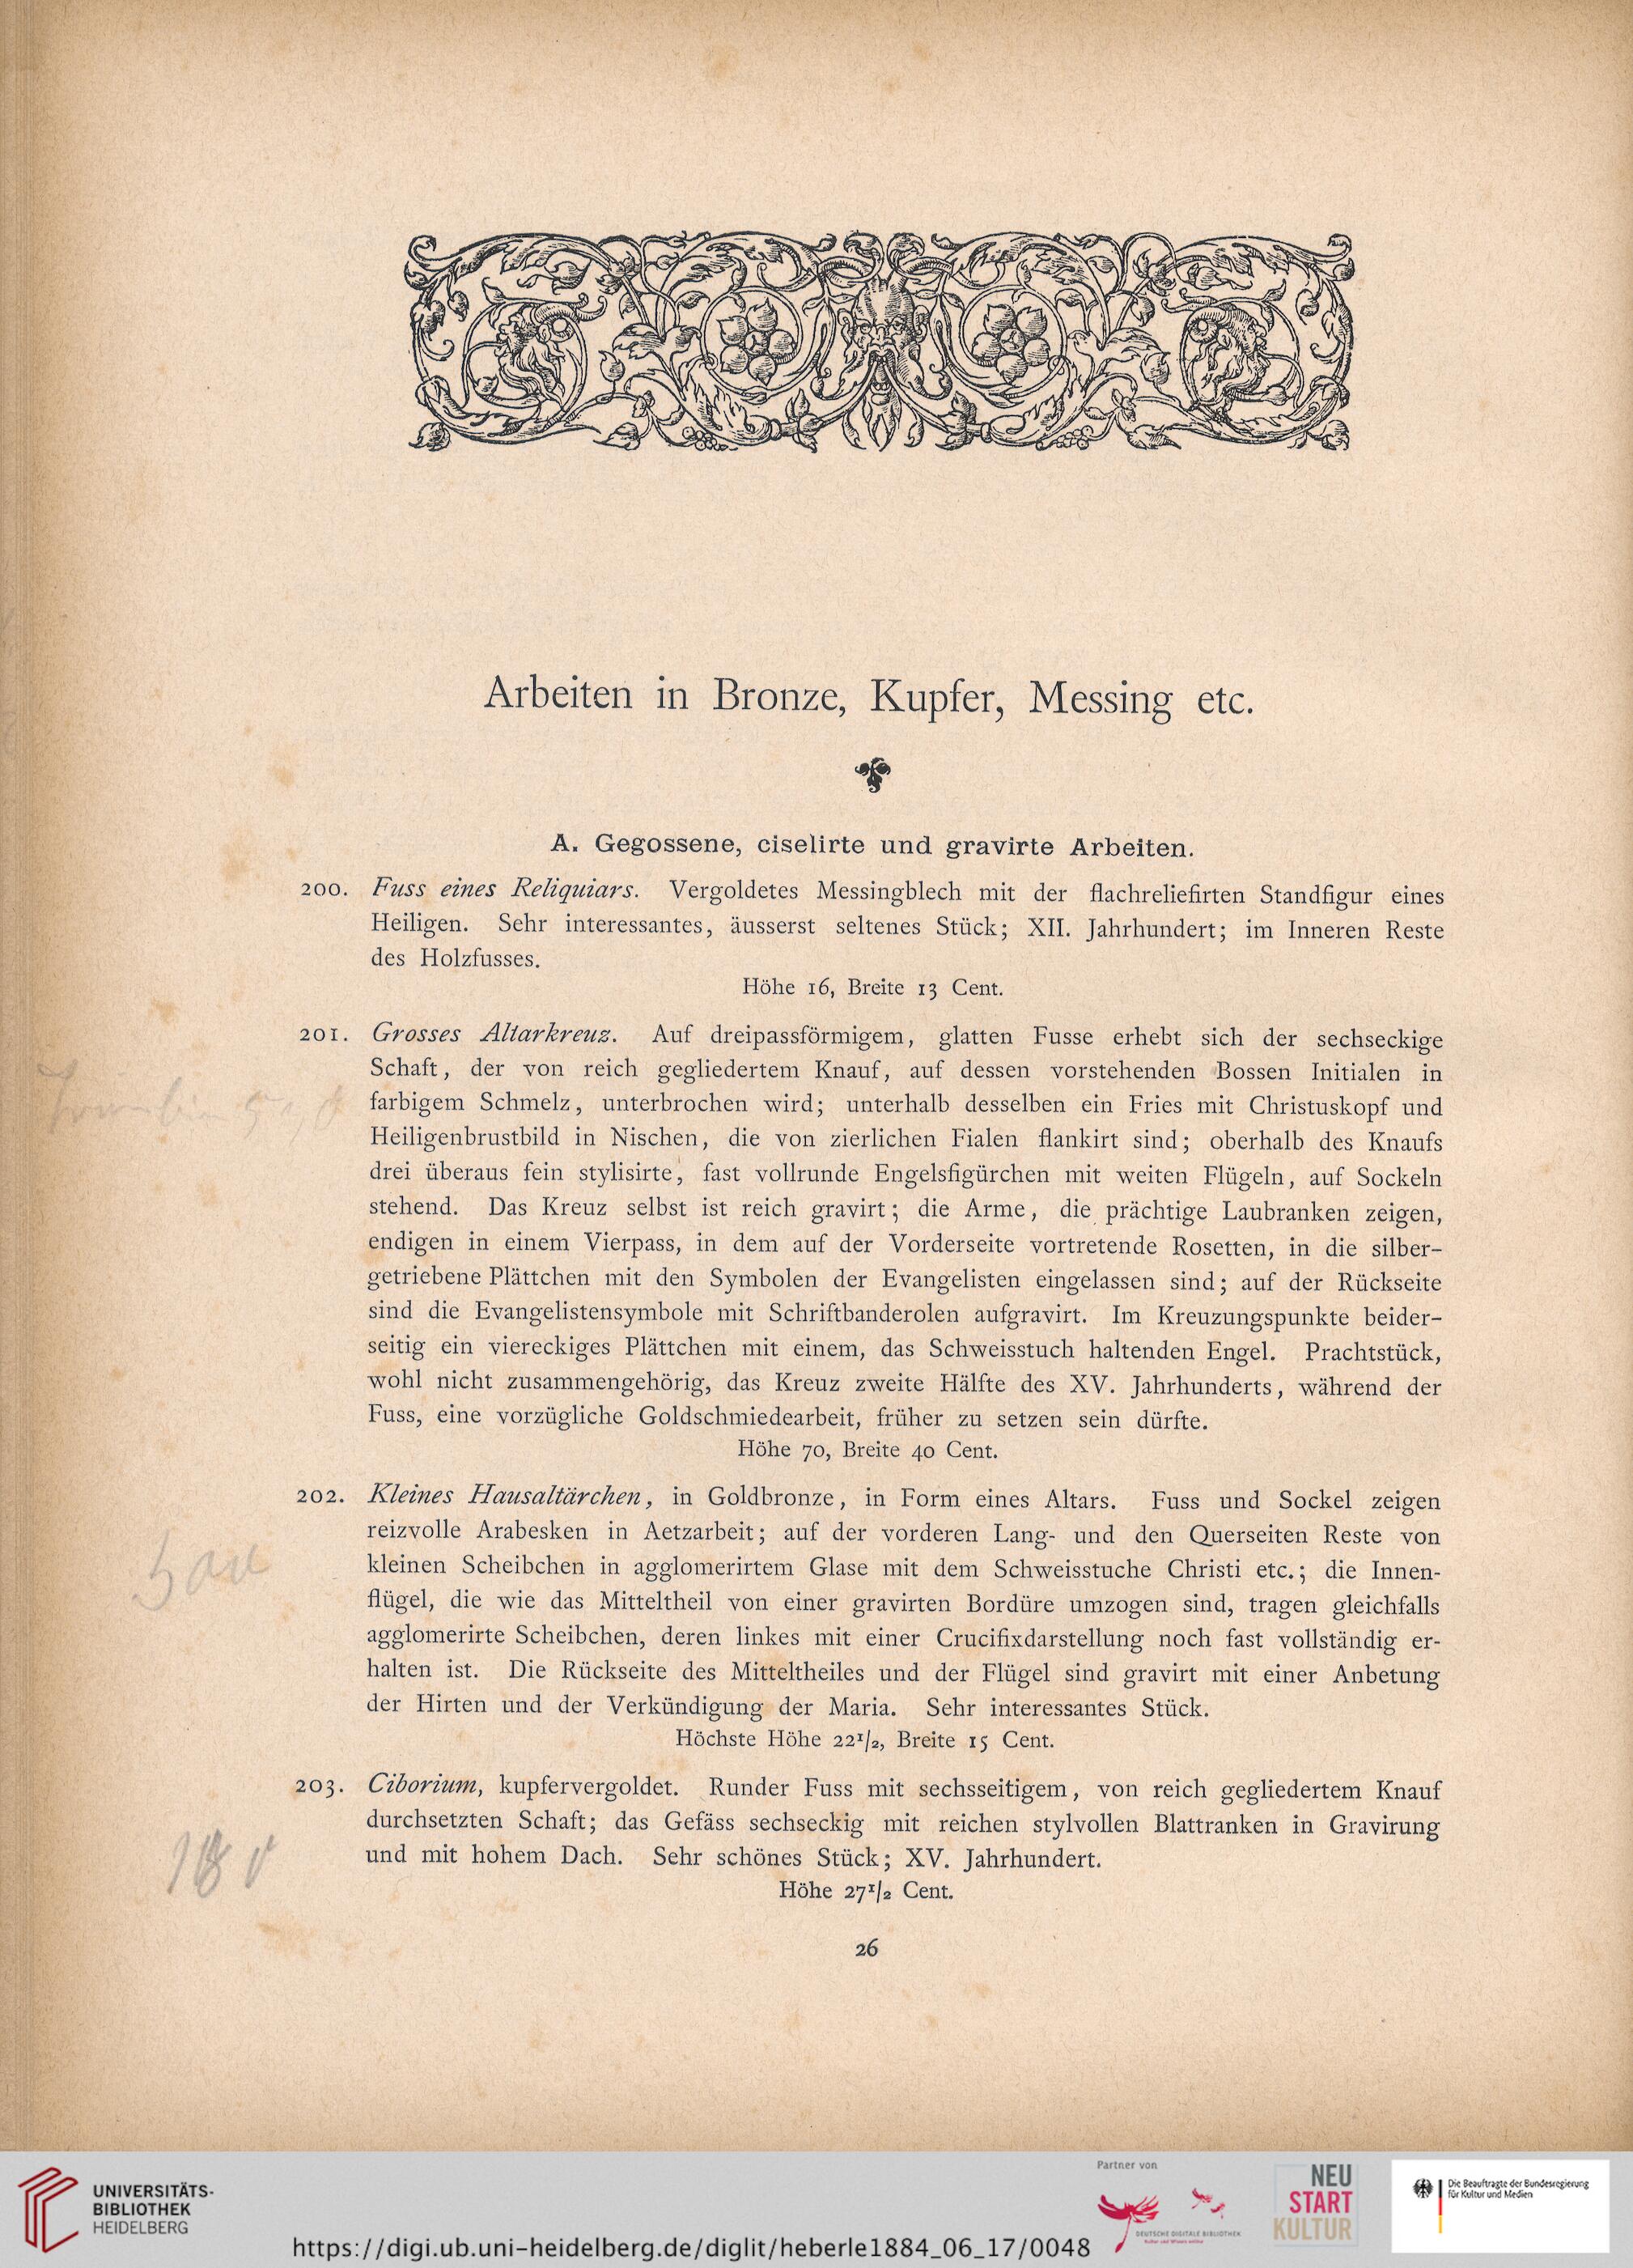 Arbeiten in Bronze, Kupfer, Messing etc.
A. Gegossene, ciselirte und gravirte Arbeiten.
200. Fuss eines Reliquiars. Vergoldetes Messingblech mit der flachreliefirten Standfigur eines
Heiligen. Sehr interessantes, äusserst seltenes Stück; XII. Jahrhundert; im Inneren Reste
des Holzfusses.
Höhe 16, Breite 13 Cent.
201. Grosses Altarkreuz. Auf dreipassförmigem, glatten Fusse erhebt sich der sechseckige
Schaft, der von reich gegliedertem Knauf, auf dessen vorstehenden Bossen Initialen in
farbigem Schmelz, unterbrochen wird; unterhalb desselben ein Fries mit Christuskopf und
Heiligenbrustbild in Nischen, die von zierlichen Fialen flankirt sind; oberhalb des Knaufs
drei überaus fein stylisirte, fast vollrunde Engelsfigürchen mit weiten Flügeln, auf Sockeln
stehend. Das Kreuz selbst ist reich gravirt; die Arme, die prächtige Laubranken zeigen,
endigen in einem Vierpass, in dem auf der Vorderseite vortretende Rosetten, in die silber-
getriebene Plättchen mit den Symbolen der Evangelisten eingelassen sind; auf der Rückseite
sind die Evangelistensymbole mit Schriftbanderolen aufgravirt. Im Kreuzungspunkte beider-
seitig ein viereckiges Plättchen mit einem, das Schweisstuch haltenden Engel. Prachtstück,
wohl nicht zusammengehörig, das Kreuz zweite Hälfte des XV. Jahrhunderts, während der
Fuss, eine vorzügliche Goldschmiedearbeit, früher zu setzen sein dürfte.
Höhe 70, Breite 40 Cent.
202. Kleines Hausaltärchen, in Goldbronze, in Form eines Altars. Fuss und Sockel zeigen
reizvolle Arabesken in Aetzarbeit; auf der vorderen Lang- und den Querseiten Reste von
kleinen Scheibchen in agglomerirtem Glase mit dem Schweisstuche Christi etc.; die Innen-
flügel, die wie das Mitteltheil von einer gravirten Bordüre umzogen sind, tragen gleichfalls
agglomerirte Scheibchen, deren linkes mit einer Crucifixdarstellung noch fast vollständig er-
halten ist. Die Rückseite des Mitteltheiles und der Flügel sind gravirt mit einer Anbetung
der Hirten und der Verkündigung der Maria. Sehr interessantes Stück.
Höchste Höhe 22 1/2, Breite 15 Cent.
203. Ciborium, kupfervergoldet. Runder Fuss mit sechsseitigem, von reich gegliedertem Knauf
durchsetzten Schaft; das Gefäss sechseckig mit reichen stylvollen Blattranken in Gravirung
und mit hohem Dach. Sehr schönes Stück; XV. Jahrhundert.
Höhe 27 1/2 Cent.
26
UNIVERSITÄTS-
BIBLIOTHEK
HEIDELBERG
https://digi.ub.uni-heidelberg.de/diglit/heberle1884_06_17/0048
Partner von
DEUTSCHE DIGITALE BIBLIOTHEK
Kultur und Wissen online
NEU
START
KULTUR
Die Beauftragte der Bundesregierung
für Kultur und Medien